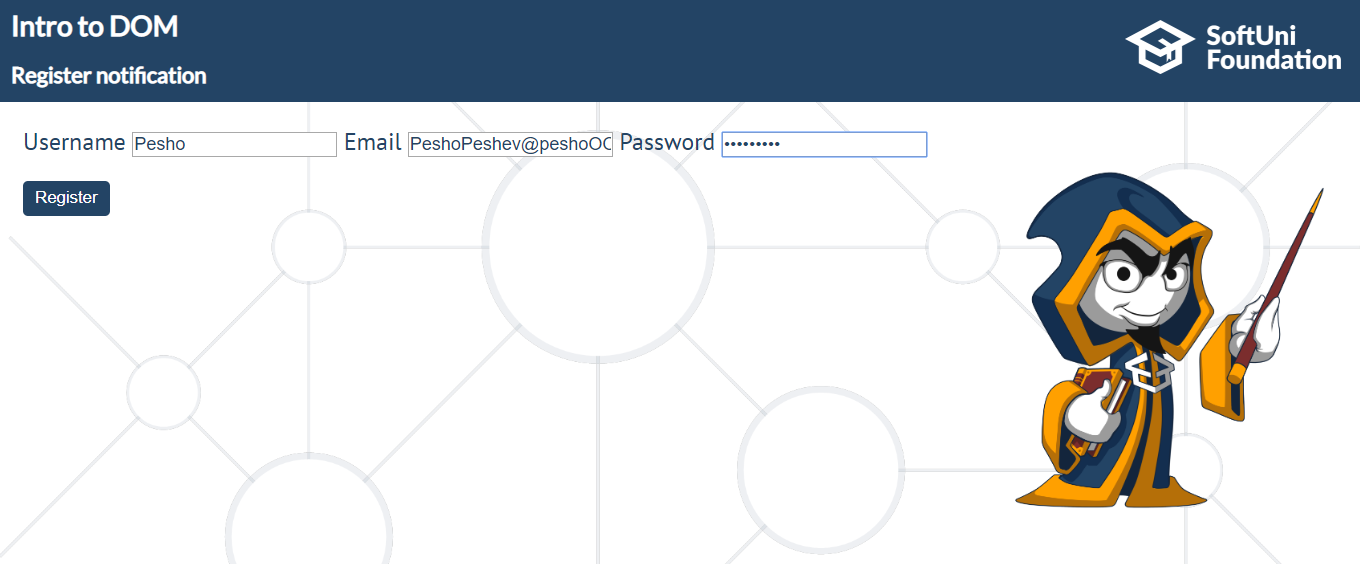 Intro to DOM
Register notification
SoftUni
Foundation
Username Pesho Email PeshoPeshev@peshoOC Password •••••••••
Register